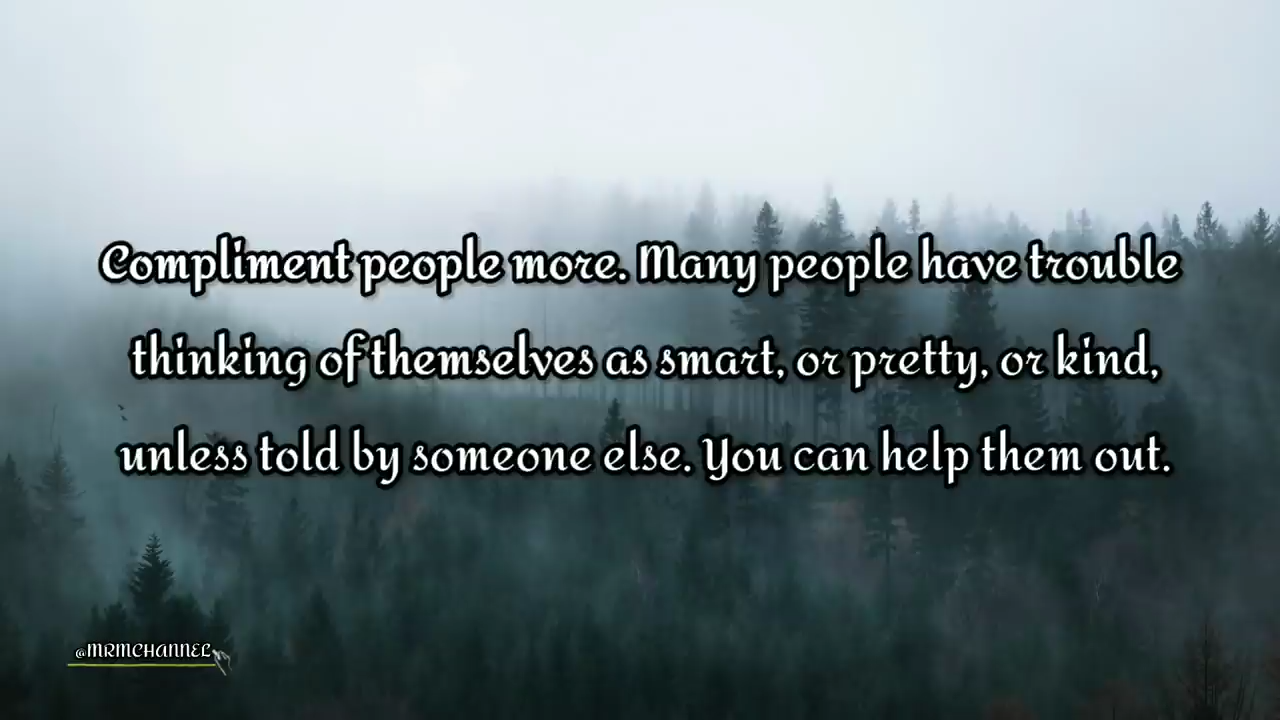 Compliment people more. Many people have trouble
thinking of themselves as smart, or pretty, or kind,
unless told by someone else. You can help them out.
@MRMCHANNEL